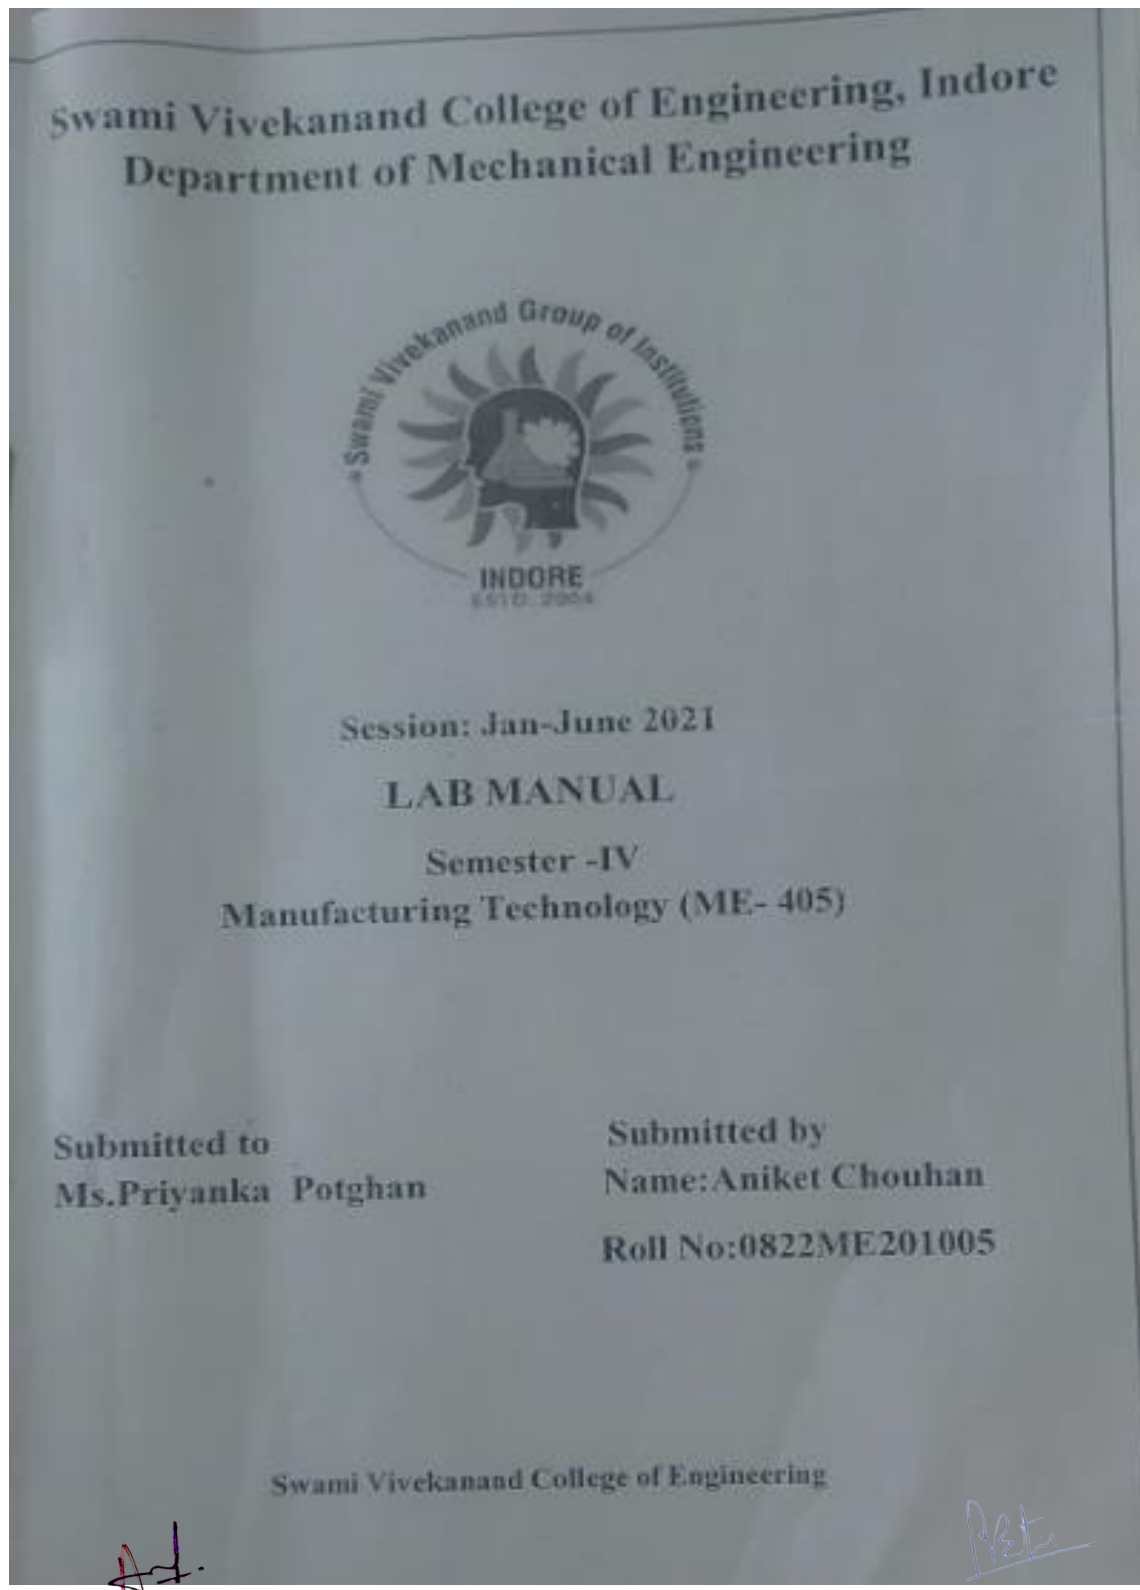 Swami Vivekanand College of Engineering, Indore
Department of Mechanical Engineering
Swami Vivekanand Group of Institutions
INDORE
ESTD. 2004
Session: Jan-June 2021
LAB MANUAL
Semester -IV
Manufacturing Technology (ME- 405)
Submitted to
Ms.Priyanka Potghan
Submitted by
Name:Aniket Chouhan
Roll No:0822ME201005
Swami Vivekanand College of Engineering